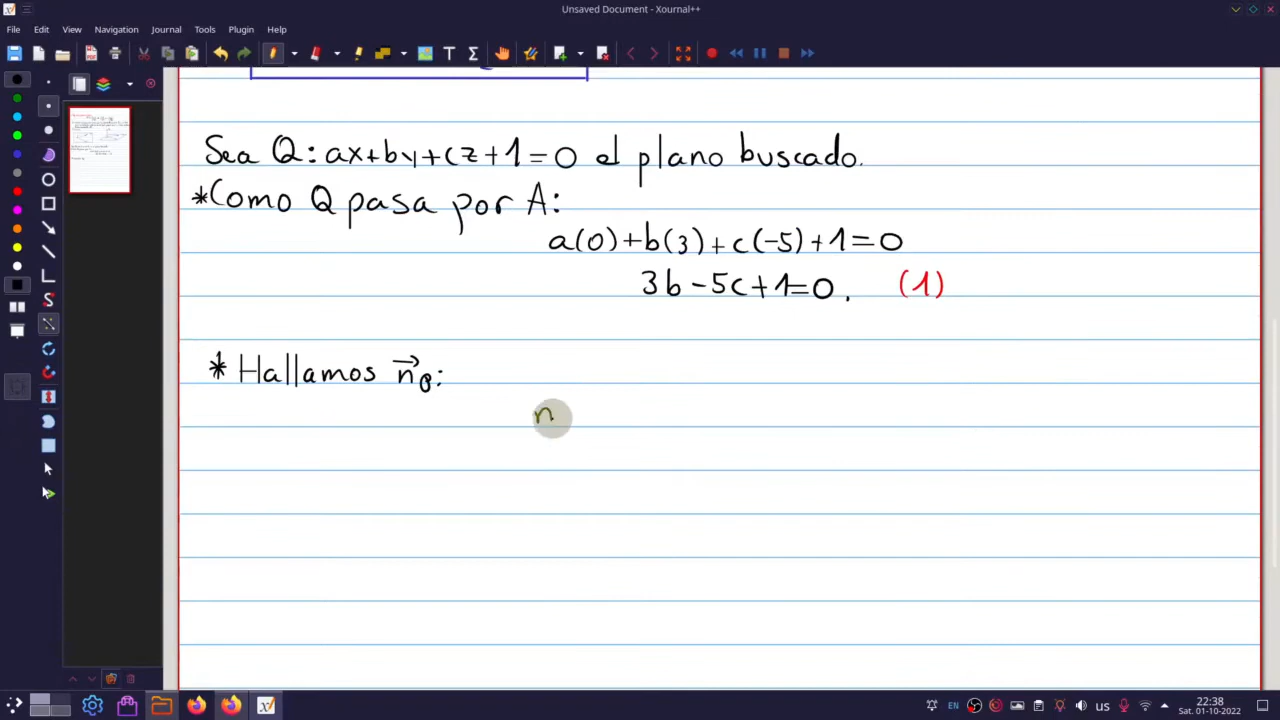 Unsaved Document - Xournal++
File Edit View Navigation Journal Tools Plugin Help
Sea Q: ax+by+cz+1=0 el plano buscado.
*Como Q pasa por A:
a(0)+b(3)+c(-5)+1=0
3b-5c+1=0. (1)
* Hallamos n⃗Q:
n
EN us 22:38
Sat. 01-10-2022